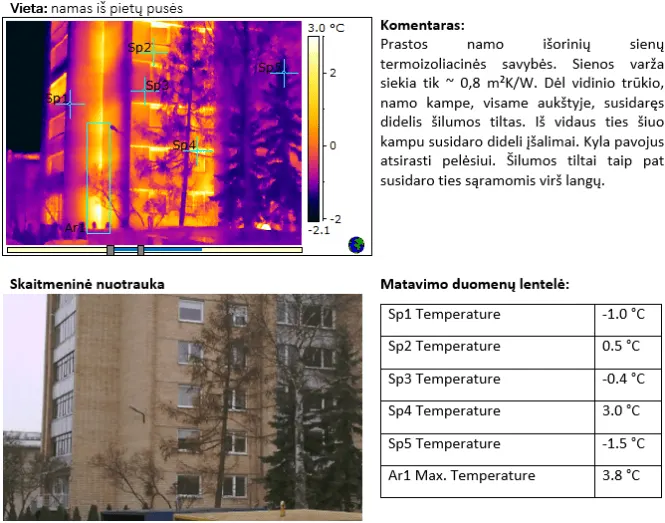 Vieta: namas iš pietų pusės
3.0 °C
Sp2
Sp5
Sp1
Sp3
2
0
Sp4
-2
-2.1
Ar1
Komentaras:
Prastos namo išorinių sienų
termoizoliacinės savybės. Sienos varža
siekia tik ~ 0,8 m²K/W. Dėl vidinio trūkio,
namo kampe, visame aukštyje, susidaręs
didelis šilumos tiltas. Iš vidaus ties šiuo
kampu susidaro dideli įšalimai. Kyla pavojus
atsirasti pelėsiui. Šilumos tiltai taip pat
susidaro ties sąramomis virš langų.
Skaitmeninė nuotrauka
Matavimo duomenų lentelė:
Sp1 Temperature -1.0 °C
Sp2 Temperature 0.5 °C
Sp3 Temperature -0.4 °C
Sp4 Temperature 3.0 °C
Sp5 Temperature -1.5 °C
Ar1 Max. Temperature 3.8 °C